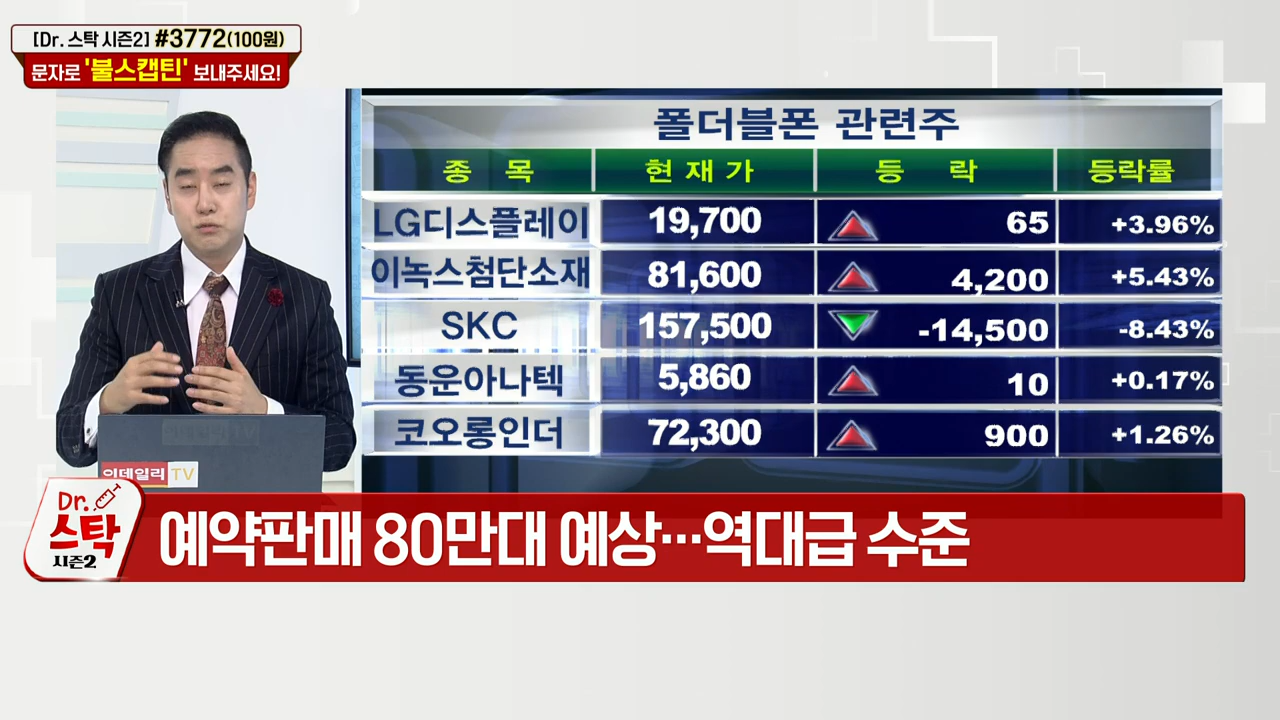 [Dr. 스탁 시즌2] #3772(100원)
문자로 '불스캡틴' 보내주세요!
폴더블폰 관련주
종 목 현 재 가 등 락 등락률
LG디스플레이 19,700 65 +3.96%
이녹스첨단소재 81,600 4,200 +5.43%
SKC 157,500 -14,500 -8.43%
동운아나텍 5,860 10 +0.17%
코오롱인더 72,300 900 +1.26%
이데일리 TV
Dr.
스탁
시즌2
예약판매 80만대 예상…역대급 수준